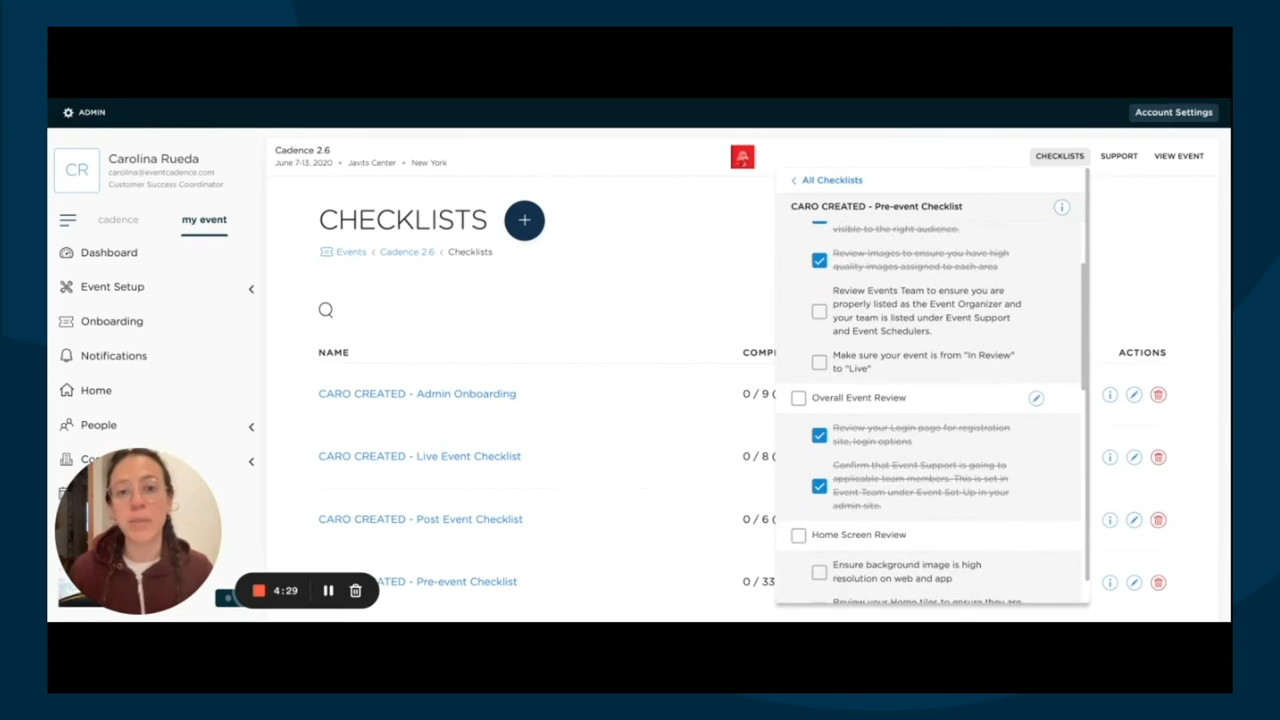 ADMIN
Account Settings
CR
Carolina Rueda
carolina@eventcadence.com
Customer Success Coordinator
cadence
my event
Dashboard
Event Setup
Onboarding
Notifications
Home
People
Cadence 2.6
June 7-13, 2020 • Javits Center • New York
CHECKLISTS
SUPPORT
VIEW EVENT
CHECKLISTS
+
Events < Cadence 2.6 < Checklists
NAME
ACTIONS
CARO CREATED - Admin Onboarding
0 / 9 (
CARO CREATED - Live Event Checklist
0 / 8 (
CARO CREATED - Post Event Checklist
0 / 6 (
ATED - Pre-event Checklist
0 / 33
4:29
< All Checklists
CARO CREATED - Pre-event Checklist
visible to the right audience.
Review images to ensure you have high
quality images assigned to each area
Review Events Team to ensure you are
properly listed as the Event Organizer and
your team is listed under Event Support
and Event Schedulers.
Make sure your event is from "In Review"
to "Live"
Overall Event Review
Review your Login page for registration
site, login options
Confirm that Event Support is going to
applicable team members. This is set in
Event Team under Event Set-Up in your
admin site.
Home Screen Review
Ensure background image is high
resolution on web and app
Review your Home tiles to ensure they are